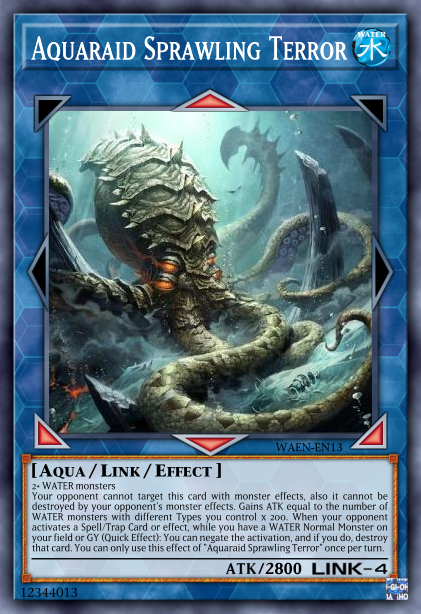 AQUARAID SPRAWLING TERROR
WATER
水
WAEN-EN13
[ AQUA / LINK / EFFECT ]
2+ WATER monsters
Your opponent cannot target this card with monster effects, also it cannot be
destroyed by your opponent's monster effects. Gains ATK equal to the number of
WATER monsters with different Types you control x 200. When your opponent
activates a Spell/Trap Card or effect, while you have a WATER Normal Monster on
your field or GY (Quick Effect): You can negate the activation, and if you do, destroy
that card. You can only use this effect of "Aquaraid Sprawling Terror" once per turn.
ATK/2800 LINK-4
12344013